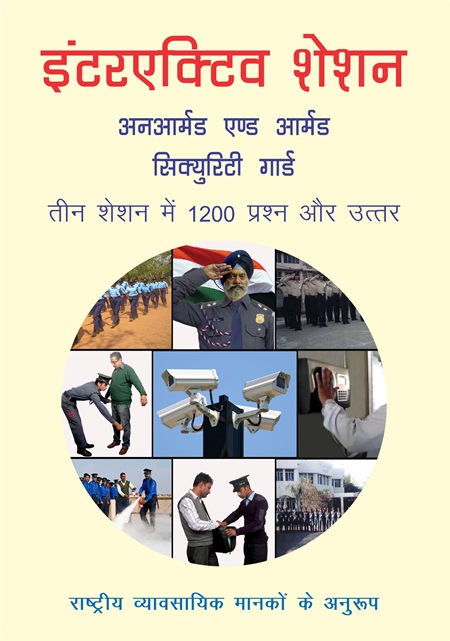 इंटरएक्टिव शेशन
अनआर्मड एण्ड आर्मड
सिक्युरिटी गार्ड
तीन शेशन में 1200 प्रश्न और उत्तर
राष्ट्रीय व्यावसायिक मानकों के अनुरूप